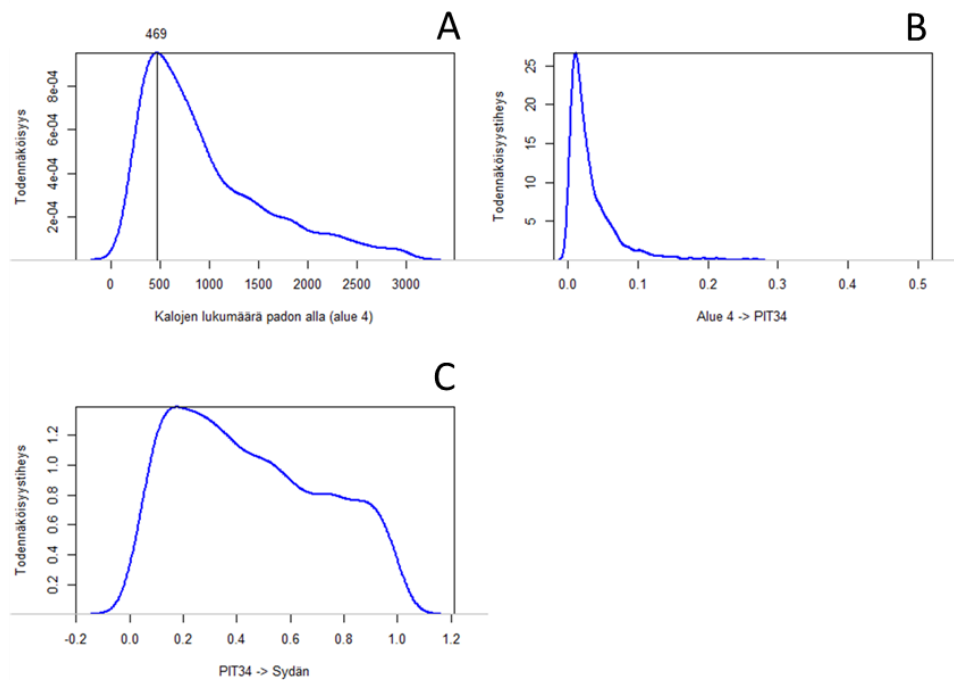 A
469
Todennäköisyys
2e-04 4e-04 6e-04 8e-04
0 500 1000 1500 2000 2500 3000
Kalojen lukumäärä padon alla (alue 4)
B
Todennäköisyystiheys
5 10 15 20 25
0.0 0.1 0.2 0.3 0.4 0.5
Alue 4 -> PIT34
C
Todennäköisyystiheys
0.2 0.4 0.6 0.8 1.0 1.2
-0.2 0.0 0.2 0.4 0.6 0.8 1.0 1.2
PIT34 -> Sydän